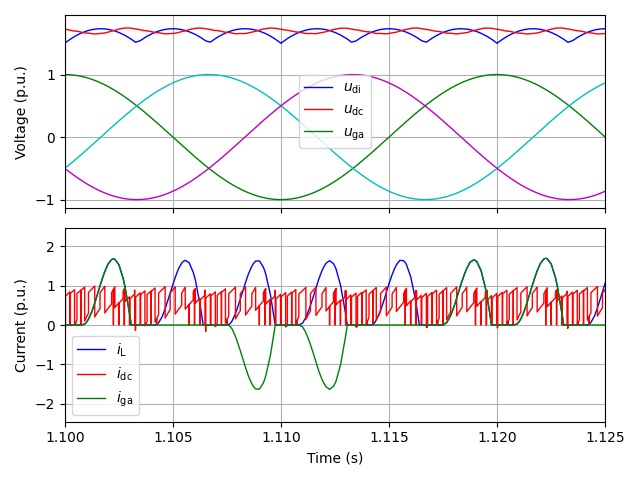 Voltage (p.u.)
1
0
−1
u_di
u_dc
u_ga
Current (p.u.)
2
1
0
−1
−2
i_L
i_dc
i_ga
1.100 1.105 1.110 1.115 1.120 1.125
Time (s)